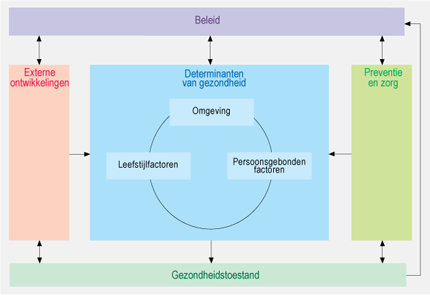 Beleid
Externe
ontwikkelingen
Determinanten
van gezondheid
Preventie
en zorg
Omgeving
Leefstijlfactoren
Persoonsgebonden
factoren
Gezondheidstoestand